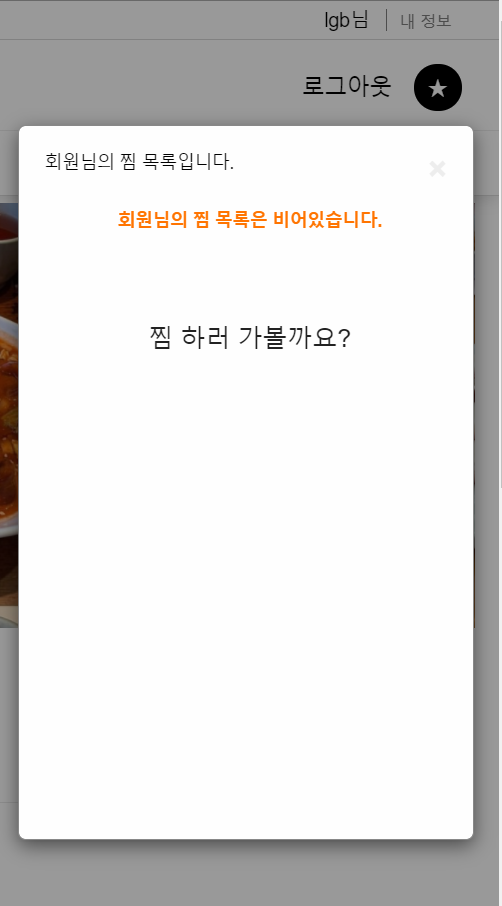 lgb님 내 정보
로그아웃 ★
회원님의 찜 목록입니다. ×
회원님의 찜 목록은 비어있습니다.
찜 하러 가볼까요?